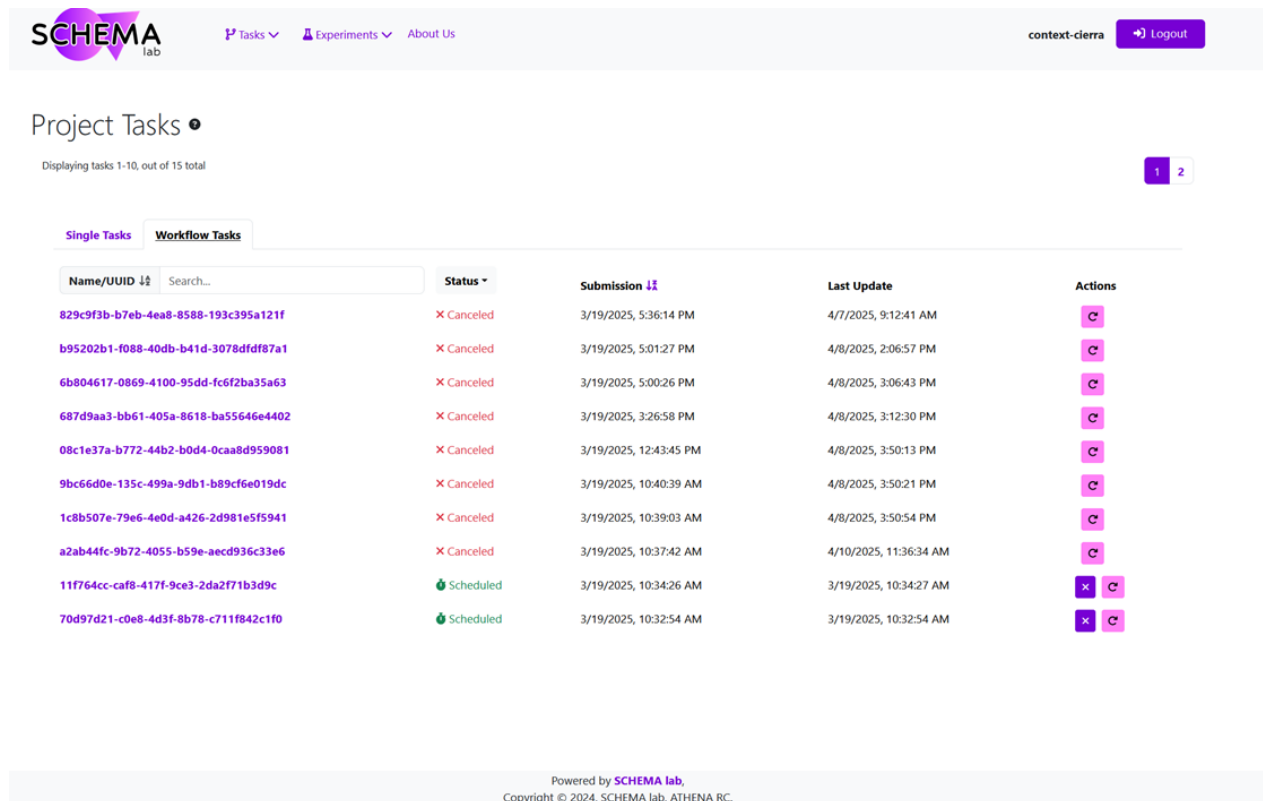 SCHEMA
lab
Tasks Experiments About Us
context-cierra Logout
Project Tasks
Displaying tasks 1-10, out of 15 total
1 2
Single Tasks Workflow Tasks
Name/UUID Search... Status Submission Last Update Actions
829c9f3b-b7eb-4ea8-8588-193c395a121f Canceled 3/19/2025, 5:36:14 PM 4/7/2025, 9:12:41 AM
b95202b1-f088-40db-b41d-3078dfdf87a1 Canceled 3/19/2025, 5:01:27 PM 4/8/2025, 2:06:57 PM
6b804617-0869-4100-95dd-fc6f2ba35a63 Canceled 3/19/2025, 5:00:26 PM 4/8/2025, 3:06:43 PM
687d9aa3-bb61-405a-8618-ba55646e4402 Canceled 3/19/2025, 3:26:58 PM 4/8/2025, 3:12:30 PM
08c1e37a-b772-44b2-b0d4-0caa8d959081 Canceled 3/19/2025, 12:43:45 PM 4/8/2025, 3:50:13 PM
9bc66d0e-135c-499a-9db1-b89cf6e019dc Canceled 3/19/2025, 10:40:39 AM 4/8/2025, 3:50:21 PM
1c8b507e-79e6-4e0d-a426-2d981e5f5941 Canceled 3/19/2025, 10:39:03 AM 4/8/2025, 3:50:54 PM
a2ab44fc-9b72-4055-b59e-aecd936c33e6 Canceled 3/19/2025, 10:37:42 AM 4/10/2025, 11:36:34 AM
11f764cc-caf8-417f-9ce3-2da2f71b3d9c Scheduled 3/19/2025, 10:34:26 AM 3/19/2025, 10:34:27 AM
70d97d21-c0e8-4d3f-8b78-c711f842c1f0 Scheduled 3/19/2025, 10:32:54 AM 3/19/2025, 10:32:54 AM
Powered by SCHEMA lab,
Copyright © 2024, SCHEMA lab, ATHENA RC.